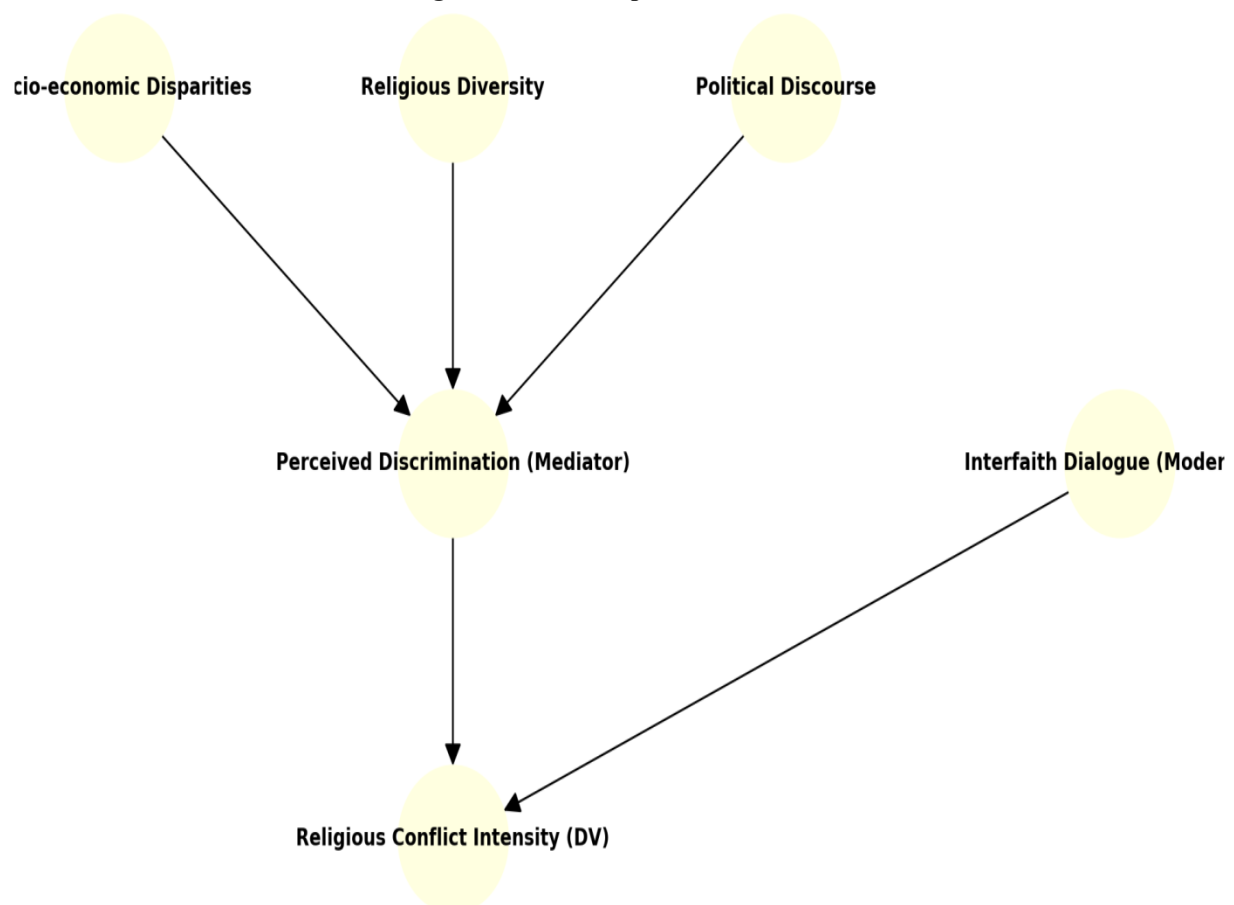 cio-economic Disparities
Religious Diversity
Political Discourse
Perceived Discrimination (Mediator)
Interfaith Dialogue (Moder
Religious Conflict Intensity (DV)